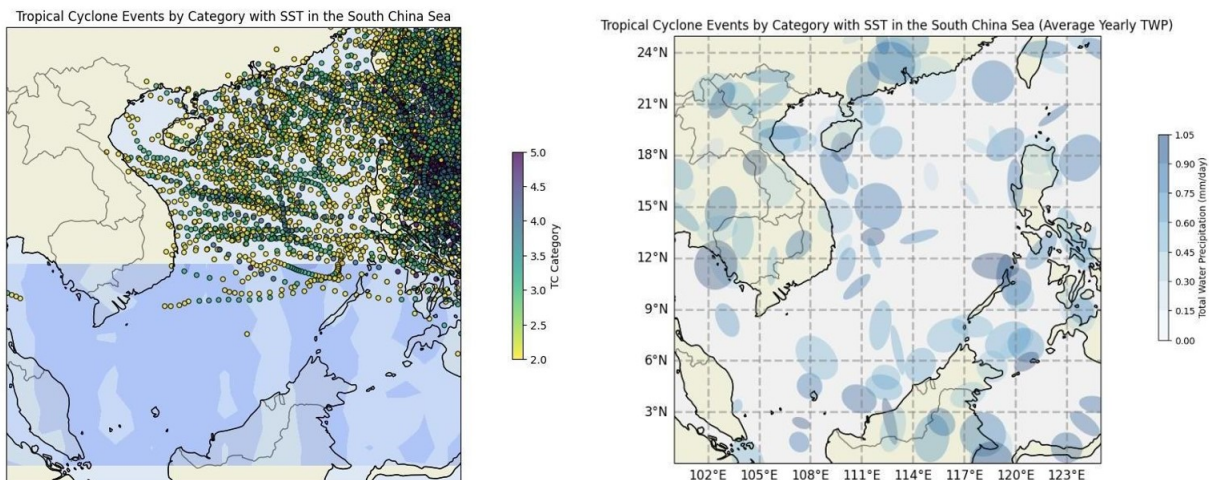 Tropical Cyclone Events by Category with SST in the South China Sea
5.0
4.5
4.0
3.5
3.0
2.5
2.0
TC Category
Tropical Cyclone Events by Category with SST in the South China Sea (Average Yearly TWP)
24°N
21°N
18°N
15°N
12°N
9°N
6°N
3°N
102°E 105°E 108°E 111°E 114°E 117°E 120°E 123°E
1.05
0.90
0.75
0.60
0.45
0.30
0.15
0.00
Total Water Precipitation (mm/day)